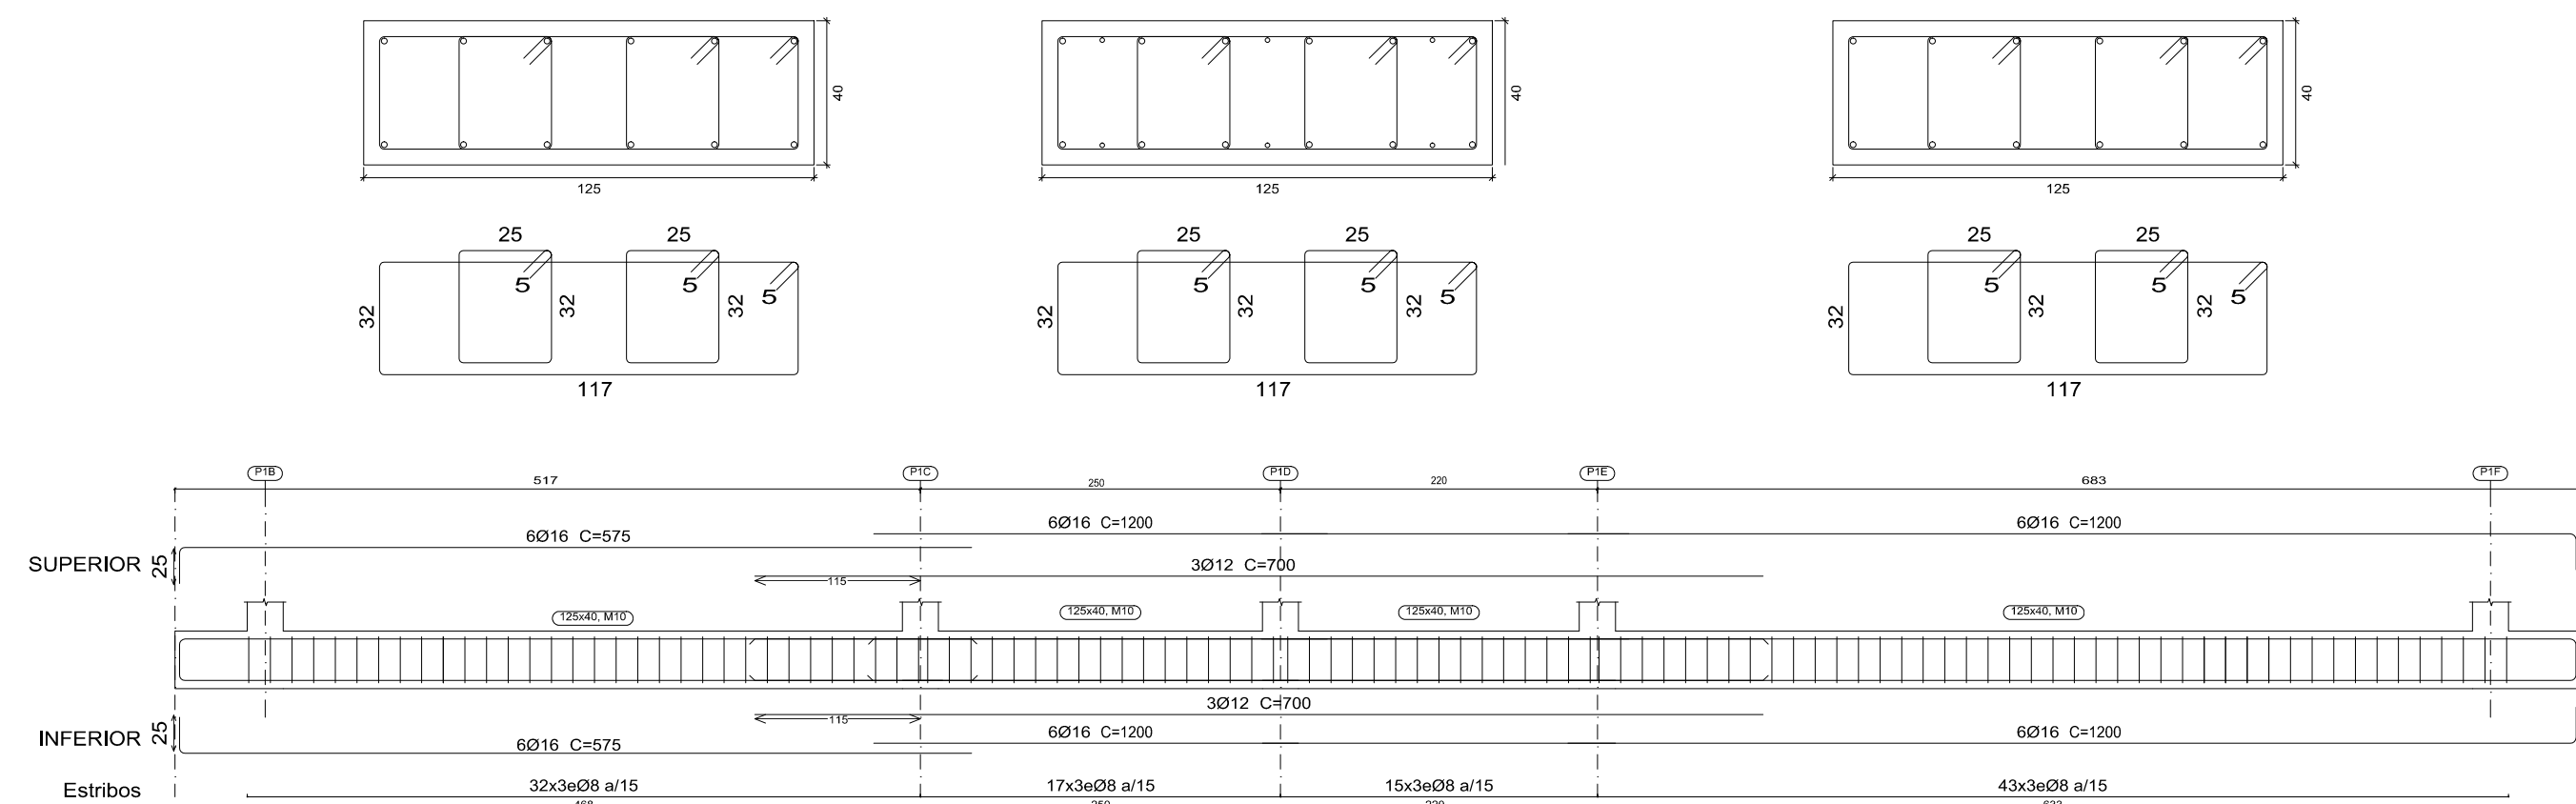 40 40 40
125 125 125
25 25 25 25 25 25
5 5 5 5 5 5 5 5 5
32 32 32 32 32 32 32 32 32
117 117 117
P1B P1C P1D P1E P1F
517 250 220 683
6Ø16 C=1200 6Ø16 C=1200
6Ø16 C=575
SUPERIOR 25 3Ø12 C=700
115
125x40, M10 125x40, M10 125x40, M10 125x40, M10
3Ø12 C=700
115
INFERIOR 25 6Ø16 C=1200 6Ø16 C=1200
6Ø16 C=575
Estribos 32x3eØ8 a/15 17x3eØ8 a/15 15x3eØ8 a/15 43x3eØ8 a/15
468 250 220 633